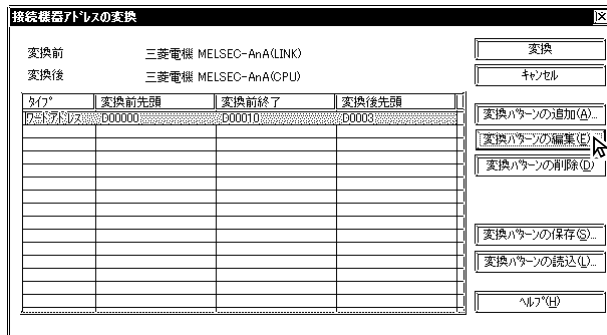 接続機器ｱﾄﾞﾚｽの変換
変換前 三菱電機 MELSEC-AnA(LINK)
変換後 三菱電機 MELSEC-AnA(CPU)
ﾀｲﾌﾟ 変換前先頭 変換前終了 変換後先頭
ﾜｰﾄﾞｱﾄﾞﾚｽ D00000 D00010 D0003
変換
ｷｬﾝｾﾙ
変換ﾊﾟﾀｰﾝの追加(A)...
変換ﾊﾟﾀｰﾝの編集(E)
変換ﾊﾟﾀｰﾝの削除(D)
変換ﾊﾟﾀｰﾝの保存(S)...
変換ﾊﾟﾀｰﾝの読込(L)...
ﾍﾙﾌﾟ(H)